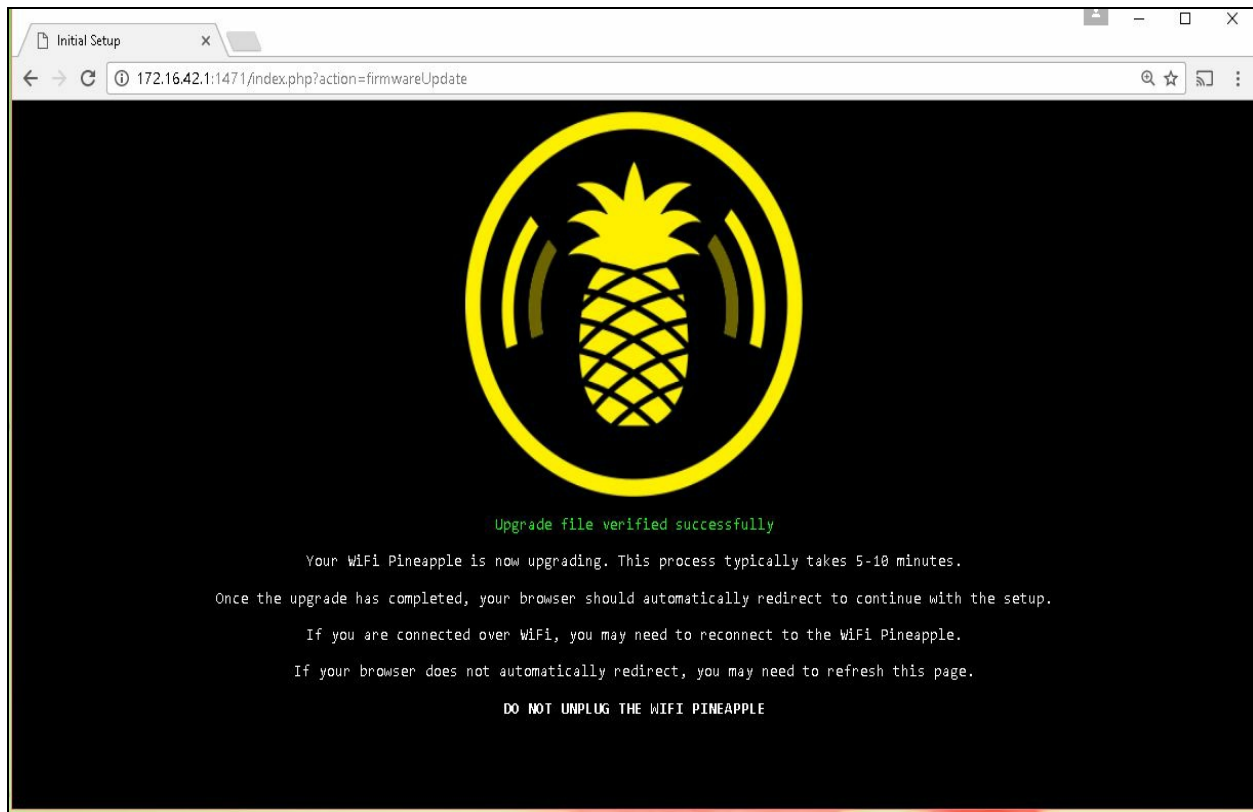 Initial Setup
172.16.42.1:1471/index.php?action=firmwareUpdate
Upgrade file verified successfully
Your WiFi Pineapple is now upgrading. This process typically takes 5-10 minutes.
Once the upgrade has completed, your browser should automatically redirect to continue with the setup.
If you are connected over WiFi, you may need to reconnect to the WiFi Pineapple.
If your browser does not automatically redirect, you may need to refresh this page.
DO NOT UNPLUG THE WIFI PINEAPPLE